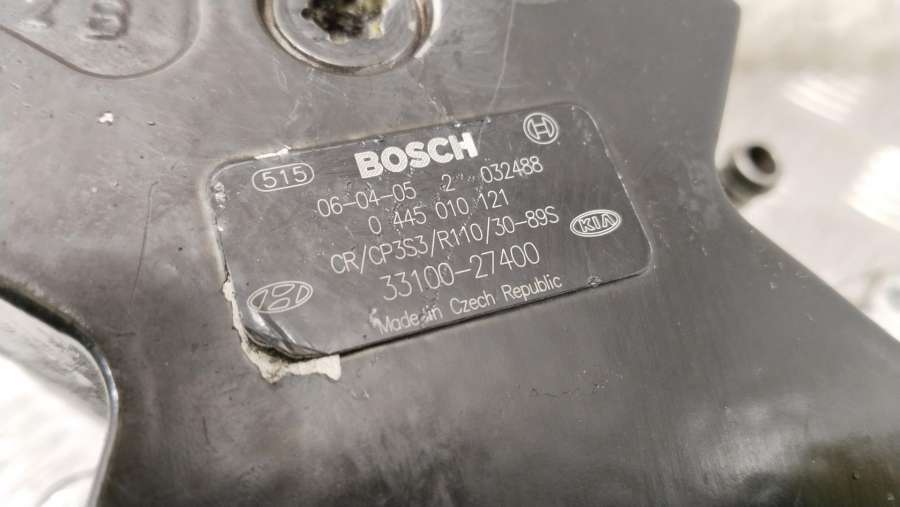 BOSCH
515
06-04-05 2 032488
0 445 010 121
CR/CP3S3/R110/30-89S
KIA
33100-27400
Made in Czech Republic